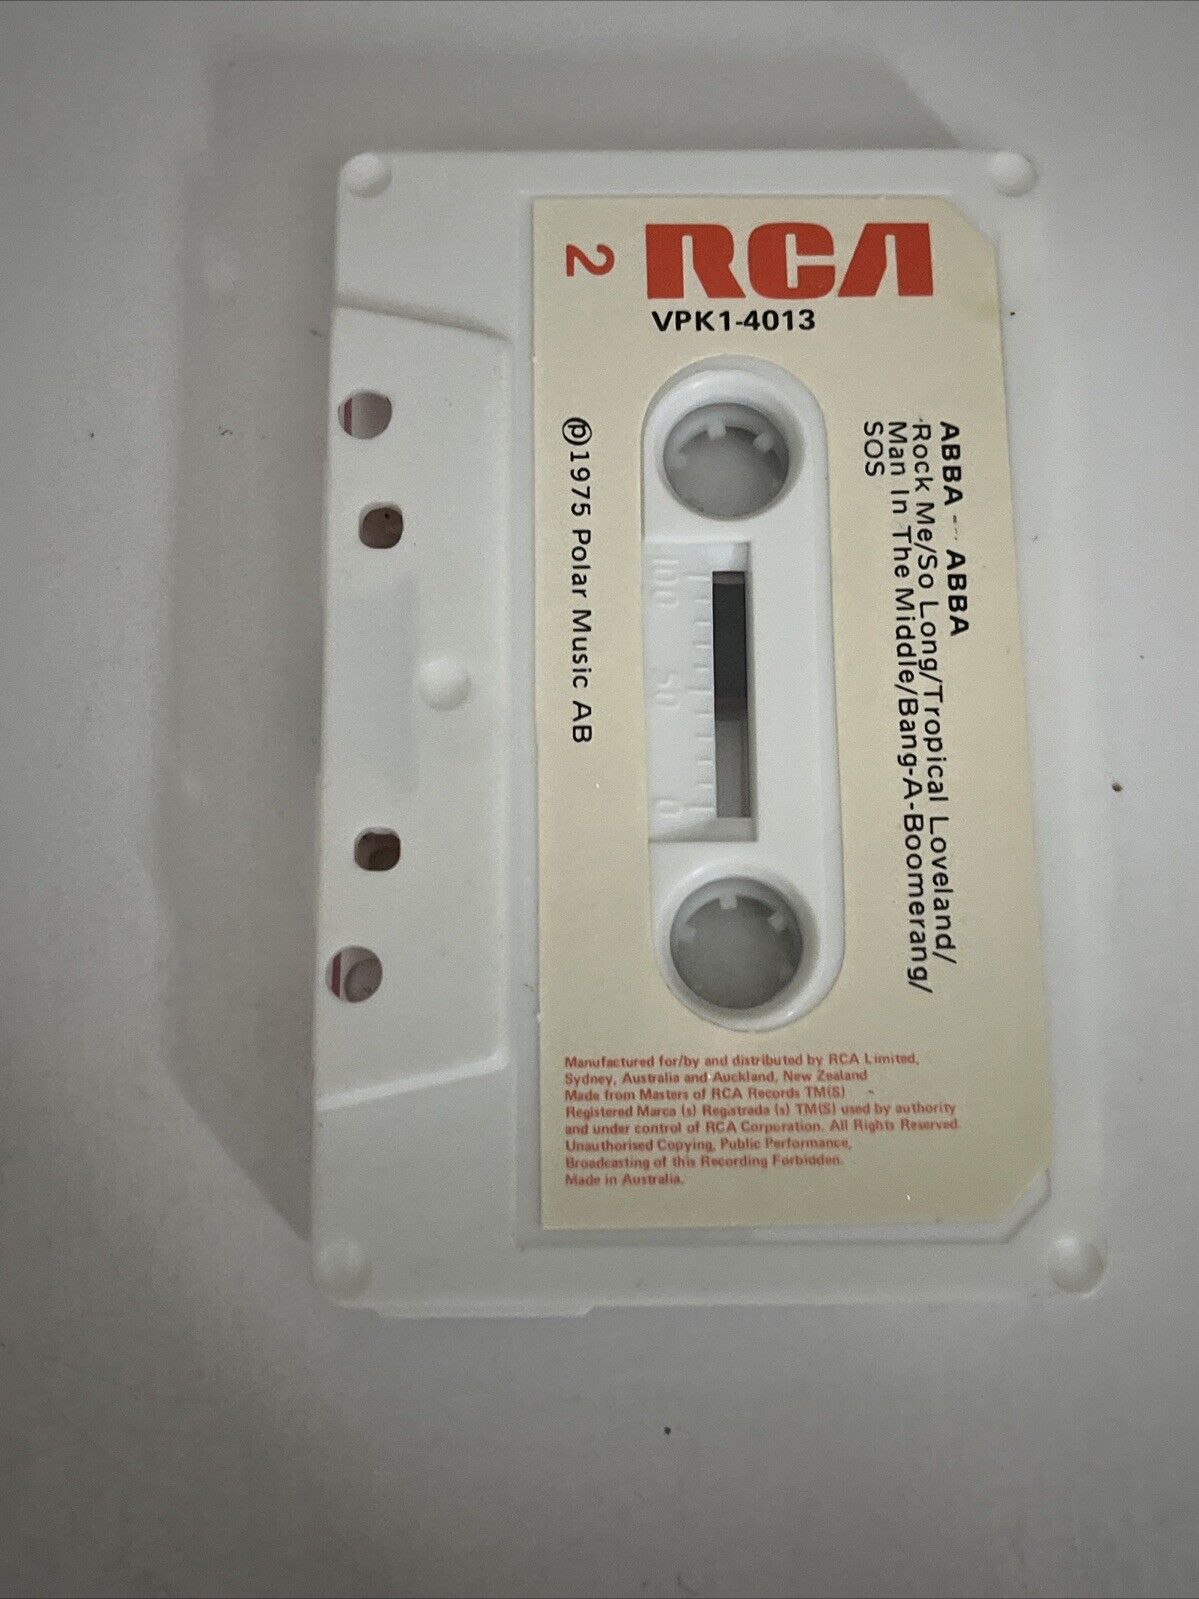 RCA
VPK1-4013
2
ABBA - ABBA
Rock Me/So Long/Tropical Loveland/
Man In The Middle/Bang-A-Boomerang/
SOS
100 50 0
℗1975 Polar Music AB
Manufactured for/by and distributed by RCA Limited,
Sydney, Australia and Auckland, New Zealand
Made from Masters of RCA Records TM(S)
Registered Marca (s) Registrada (s) TM(S) used by authority
and under control of RCA Corporation. All Rights Reserved
Unauthorised Copying, Public Performance,
Broadcasting of this Recording Forbidden.
Made in Australia.